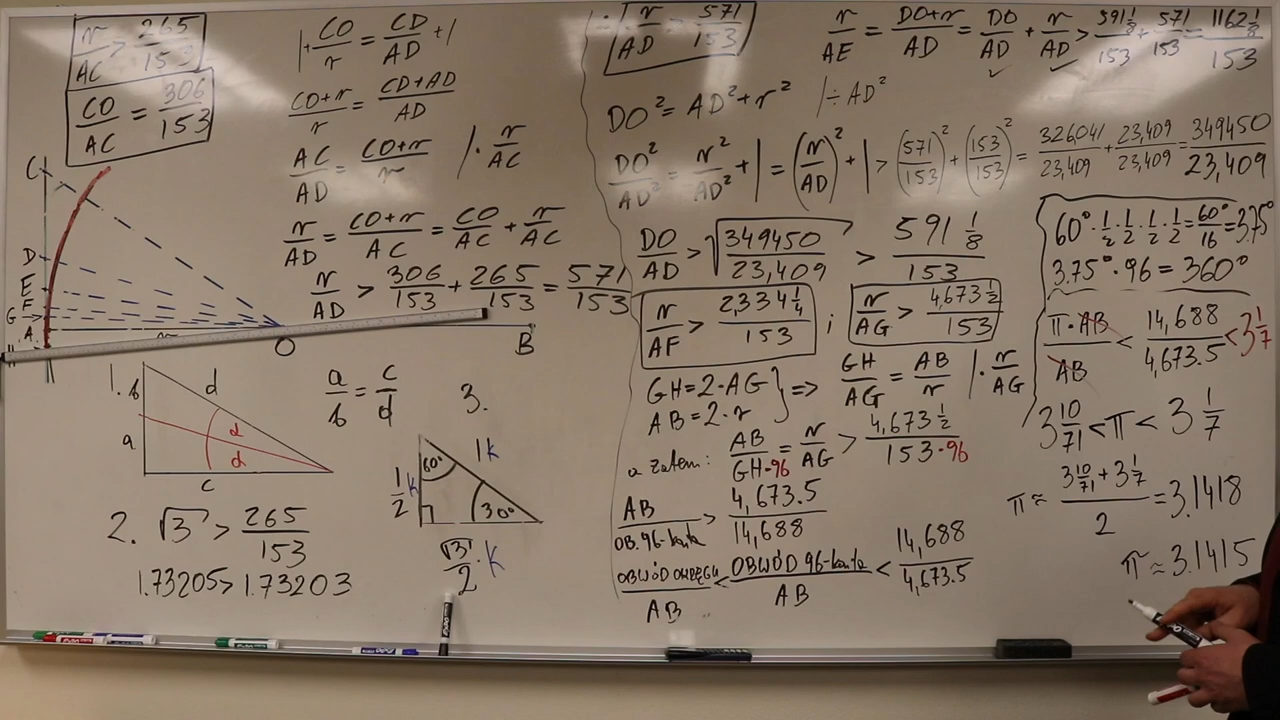 r/AC > 265/153
CO/AC = 306/153
C
D
E
F
G
A
H
r
O
B
1.
b
d
a
α
α
c
a/b = c/d
2. √3 > 265/153
1.73205 > 1.73203
3.
60°
1k
1/2 k
30°
√3/2 · k
1 + CO/r = CD/AD + 1
CO+r/r = CD+AD/AD
AC/AD = CO+r/r / · r/AC
r/AD = CO+r/AC = CO/AC + r/AC
r/AD > 306/153 + 265/153 = 571/153
r/AD > 571/153
r/AE = DO+r/AD = DO/AD + r/AD > 591 1/8/153 + 571/153 = 1162 1/8/153
DO² = AD² + r² /÷AD²
DO²/AD² = r²/AD² + 1 = (r/AD)² + 1 > (571/153)² + (153/153)² = 326041/23,409 + 23,409/23,409 = 349450/23,409
DO/AD > √349450/23,409 > 591 1/8/153
r/AF > 2,334 1/4/153 ; r/AG > 4,673 1/2/153
GH = 2·AG
AB = 2·r
} => GH/AG = AB/r / · r/AG
a zatem: AB/GH·96 = r/AG > 4,673 1/2/153·96
AB/OB. 96-kąta > 4,673.5/14,688
OBWÓD OKRĘGU/AB < OBWÓD 96-kąta/AB < 14,688/4,673.5
60° · 1/2 · 1/2 · 1/2 · 1/2 = 60°/16 = 3.75
3.75° · 96 = 360°
π·AB/AB < 14,688/4,673.5 < 3 1/7
3 10/71 < π < 3 1/7
π ≈ 3 10/71 + 3 1/7/2 = 3.1418
π ≈ 3.1415